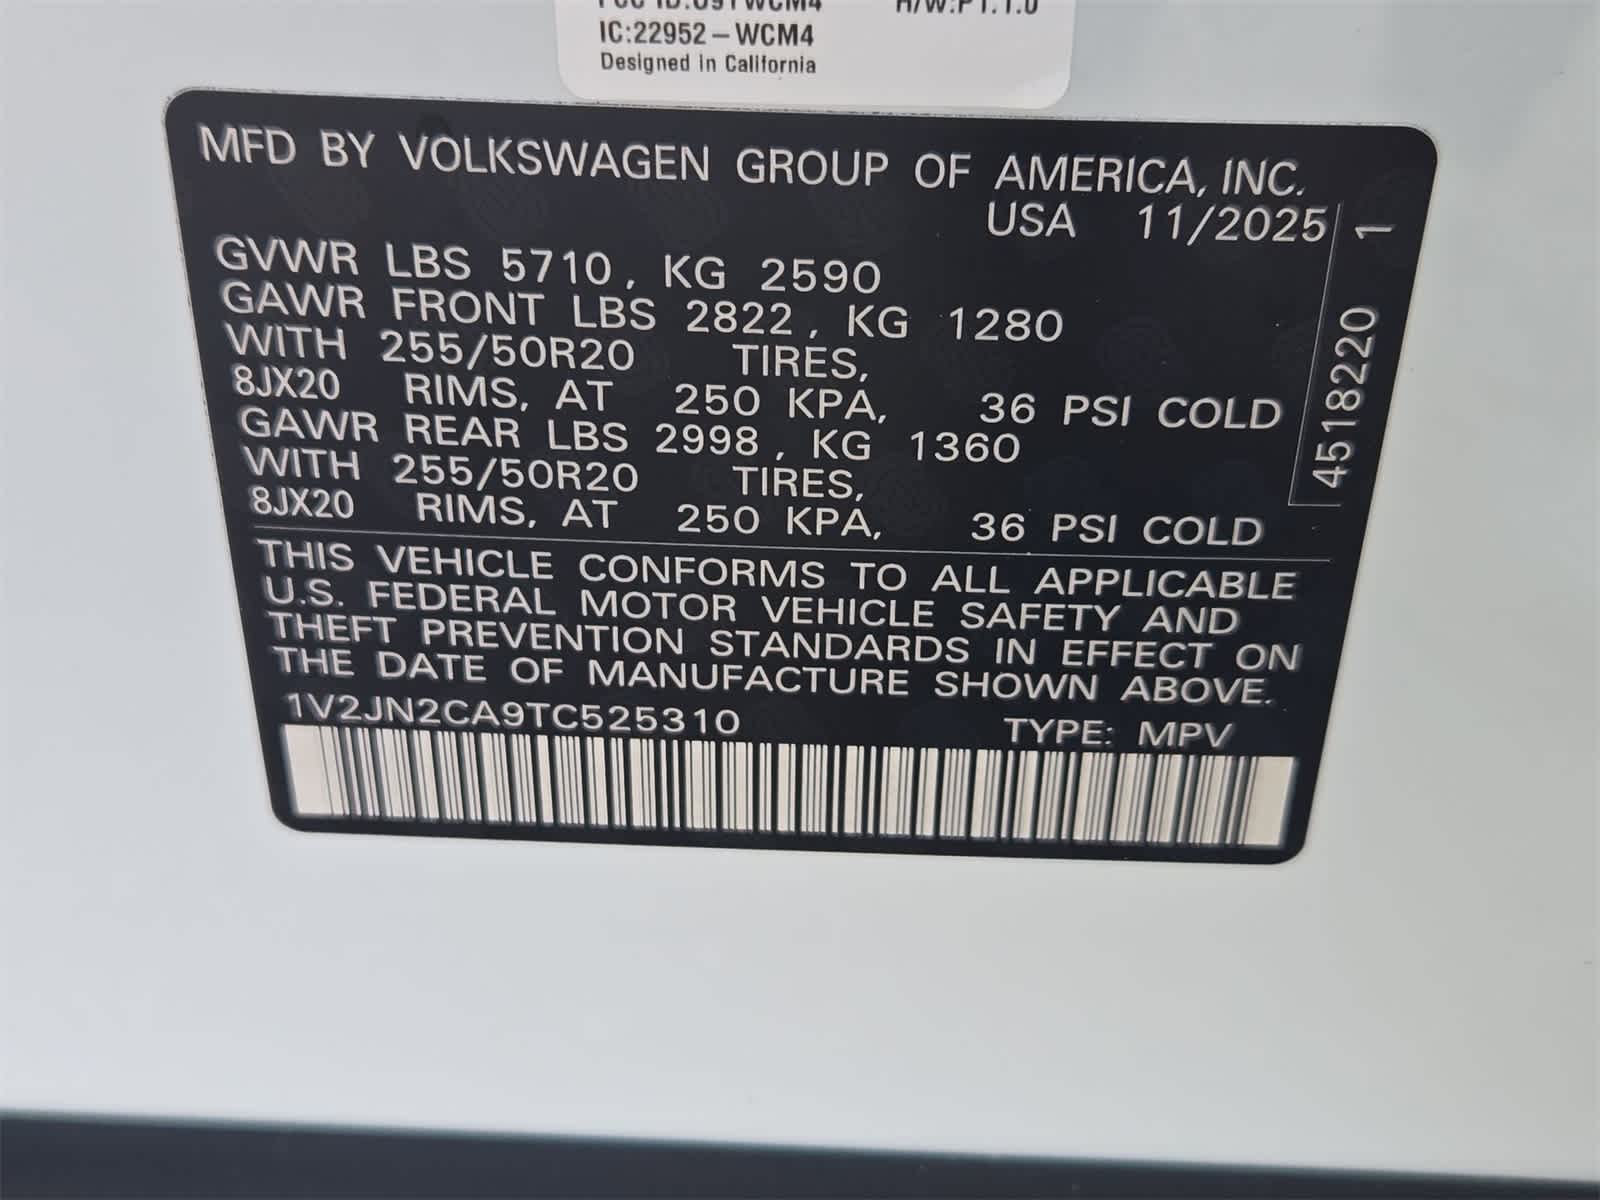 IC:22952-WCM4
Designed in California
MFD BY VOLKSWAGEN GROUP OF AMERICA, INC.
USA 11/2025
GVWR LBS 5710, KG 2590
GAWR FRONT LBS 2822, KG 1280
WITH 255/50R20 TIRES,
8JX20 RIMS, AT 250 KPA, 36 PSI COLD
GAWR REAR LBS 2998, KG 1360
WITH 255/50R20 TIRES,
8JX20 RIMS, AT 250 KPA, 36 PSI COLD
4518220 1
THIS VEHICLE CONFORMS TO ALL APPLICABLE
U.S. FEDERAL MOTOR VEHICLE SAFETY AND
THEFT PREVENTION STANDARDS IN EFFECT ON
THE DATE OF MANUFACTURE SHOWN ABOVE.
1V2JN2CA9TC525310 TYPE: MPV